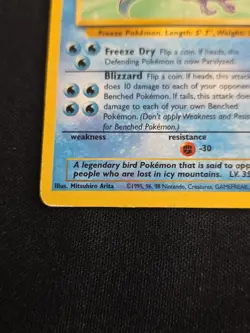 Freeze Pokémon. Length: 5' 7", Weight:
Freeze Dry Flip a coin. If heads, the
Defending Pokémon is now Paralyzed.
Blizzard Flip a coin. If heads, this attack
does 10 damage to each of your opponent's
Benched Pokémon. If tails, this attack
does 10 damage to each of your own Benched
Pokémon. (Don't apply Weakness and Resis
for Benched Pokémon.)
weakness resistance
-30
A legendary bird Pokémon that is said to app
people who are lost in icy mountains. LV. 35
Illus. Mitsuhiro Arita ©1995, 96, 98 Nintendo, Creatures, GAMEFREAK.